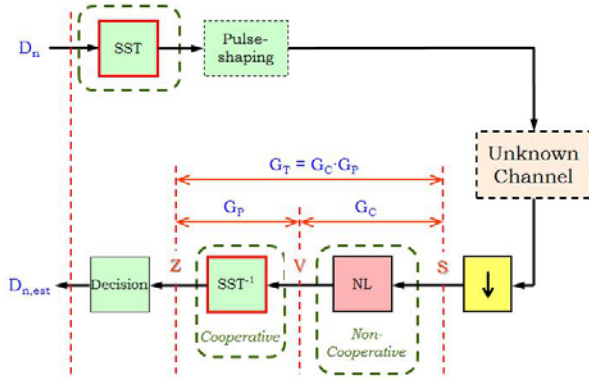 Dn
SST
Pulse-
shaping
Unknown
Channel
GT = GC·GP
GP
GC
Z
V
S
Dn,est
Decision
SST-1
NL
↓
Cooperative
Non-
Cooperative